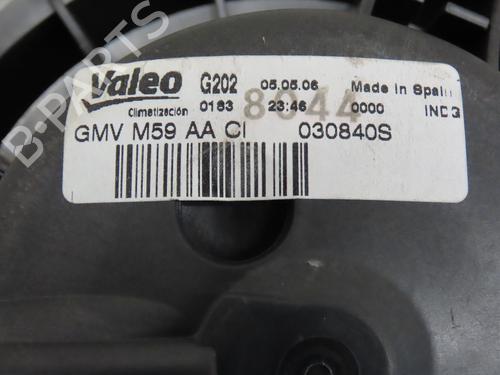 Valeo G202 05.05.06 Made In Spain
Climatización 0183 23:46 0000 IND
8044
GMV M59 AA CI 030840S
B-Parts